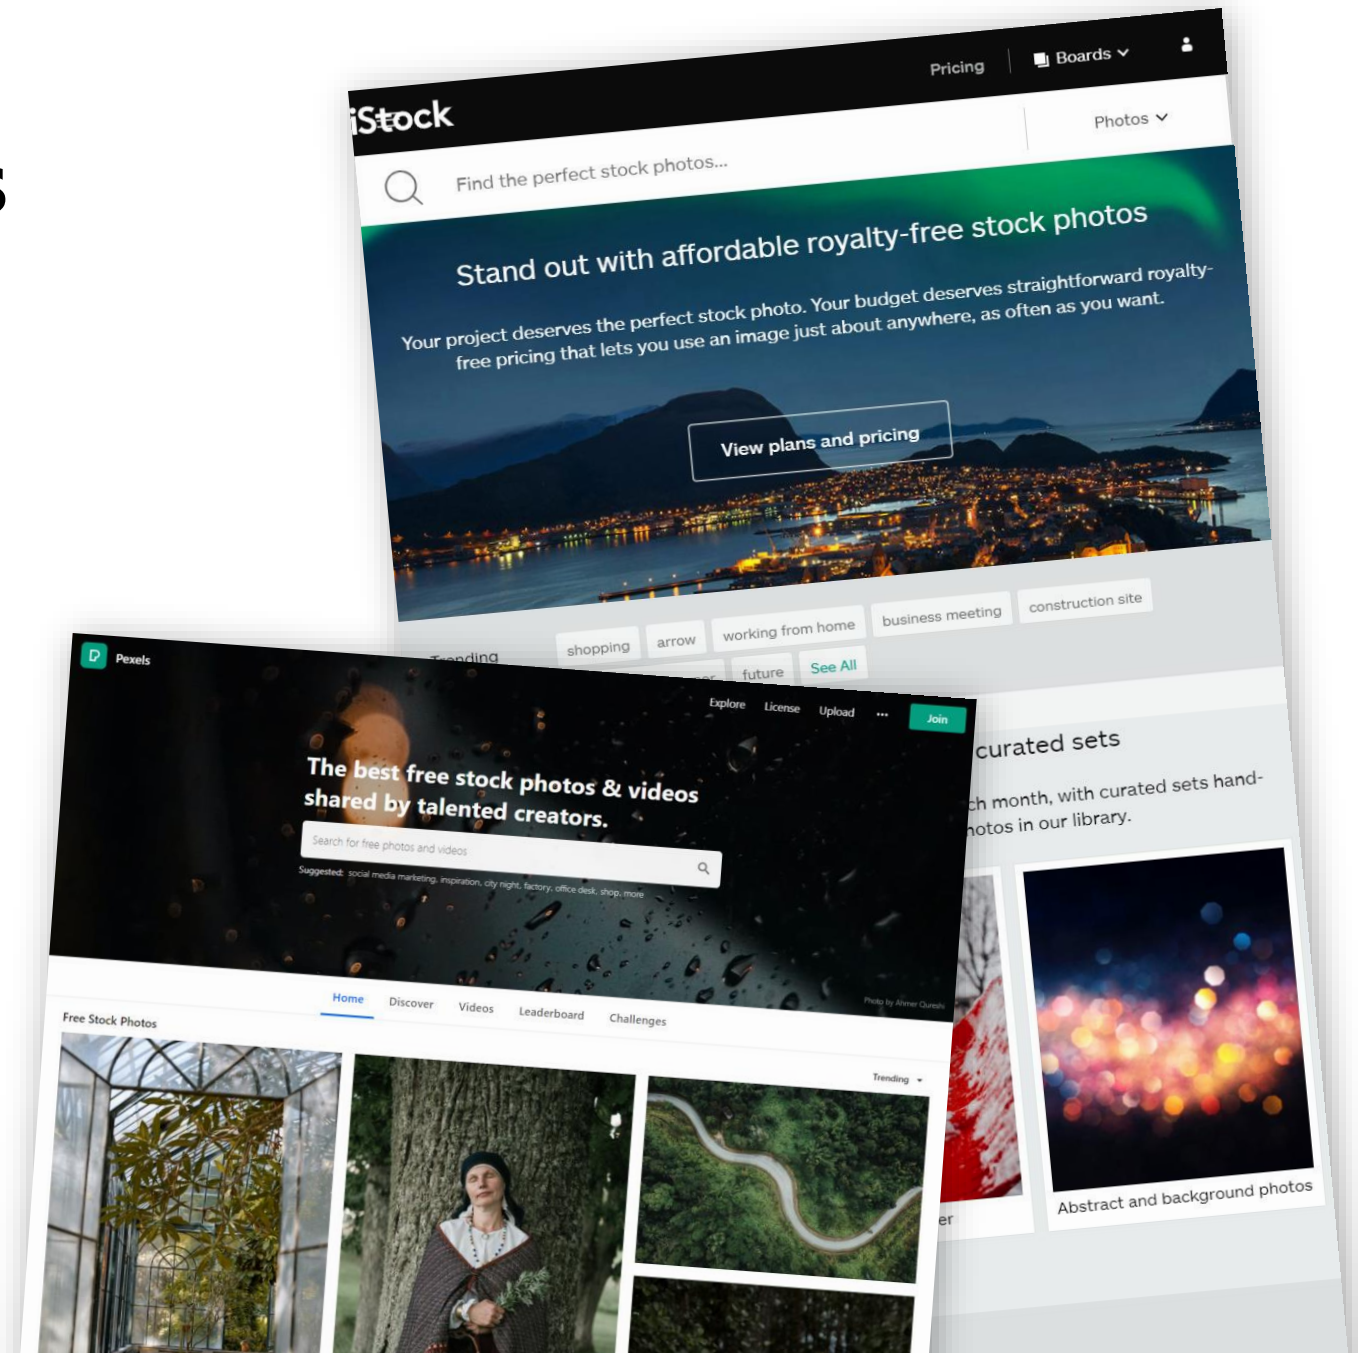 s
iStock
Pricing
Boards
Find the perfect stock photos...
Photos
Stand out with affordable royalty-free stock photos
Your project deserves the perfect stock photo. Your budget deserves straightforward royalty-
free pricing that lets you use an image just about anywhere, as often as you want.
View plans and pricing
Trending
shopping
arrow
working from home
business meeting
construction site
future
See All
curated sets
month, with curated sets hand-
in our library.
Abstract and background photos
Pexels
Explore
License
Upload
•••
Join
The best free stock photos & videos
shared by talented creators.
Search for free photos and videos
Suggested: social media marketing, inspiration, city night, factory, office desk, shop, more
Photo by Ahmer Qureshi
Home
Discover
Videos
Leaderboard
Challenges
Free Stock Photos
Trending